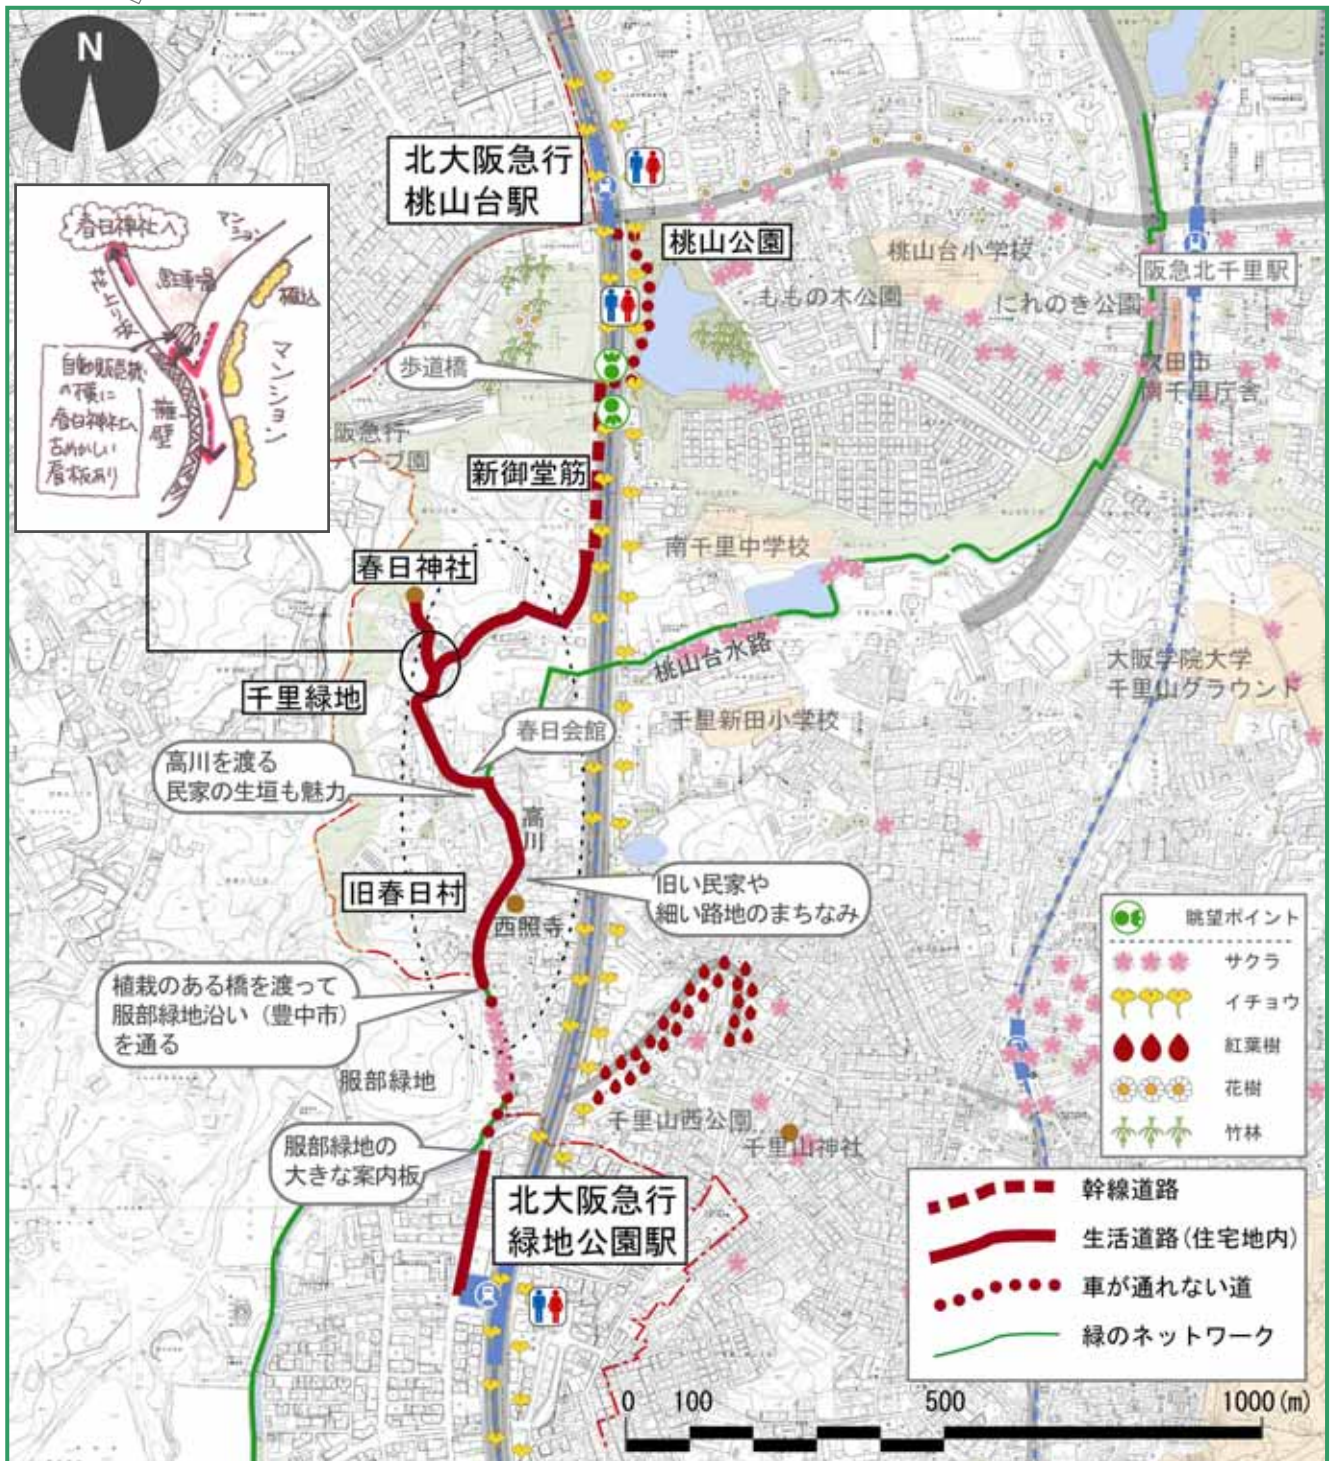 N
北大阪急行
桃山台駅
桃山公園
桃山台小学校
ももの木公園
にれのき公園
阪急北千里駅
吹田市
南千里庁舎
春日神社へ
マンション
駐車場
植込
マンション
擁壁
自動販売機
の横に
春日神社へ
古めかしい
看板あり
歩道橋
阪急行
ハーブ園
新御堂筋
南千里中学校
春日神社
桃山台水路
大阪学院大学
千里山グラウンド
千里緑地
千里新田小学校
春日会館
高川を渡る
民家の生垣も魅力
高川
旧春日村
旧い民家や
細い路地のまちなみ
西照寺
植栽のある橋を渡って
服部緑地沿い（豊中市）
を通る
服部緑地
千里山西公園
千里山神社
服部緑地の
大きな案内板
北大阪急行
緑地公園駅
眺望ポイント
サクラ
イチョウ
紅葉樹
花樹
竹林
幹線道路
生活道路（住宅地内）
車が通れない道
緑のネットワーク
0 100 500 1000(m)